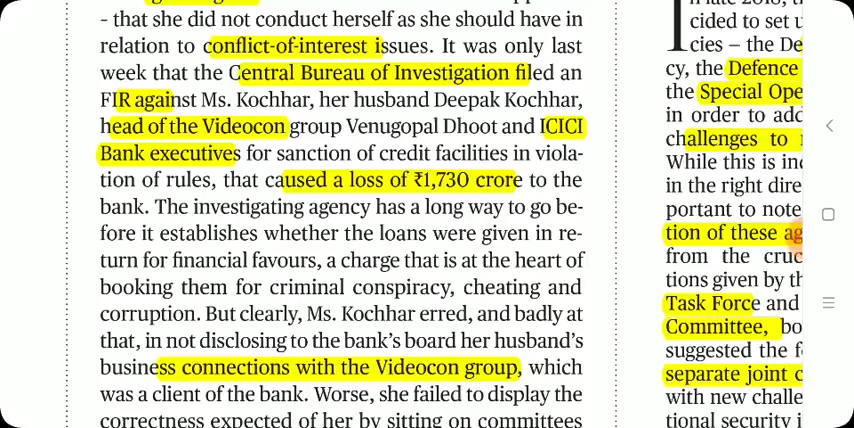 - that she did not conduct herself as she should have in
relation to conflict-of-interest issues. It was only last
week that the Central Bureau of Investigation filed an
FIR against Ms. Kochhar, her husband Deepak Kochhar,
head of the Videocon group Venugopal Dhoot and ICICI
Bank executives for sanction of credit facilities in viola-
tion of rules, that caused a loss of ₹1,730 crore to the
bank. The investigating agency has a long way to go be-
fore it establishes whether the loans were given in re-
turn for financial favours, a charge that is at the heart of
booking them for criminal conspiracy, cheating and
corruption. But clearly, Ms. Kochhar erred, and badly at
that, in not disclosing to the bank's board her husband's
business connections with the Videocon group, which
was a client of the bank. Worse, she failed to display the
correctness expected of her by sitting on committees
cided to set u
cies – the De
cy, the Defence
the Special Ope
in order to add
challenges to
While this is in
in the right dire
portant to note
tion of these ag
from the cruc
tions given by th
Task Force and
Committee, bo
suggested the f
separate joint c
with new challe
tional security i